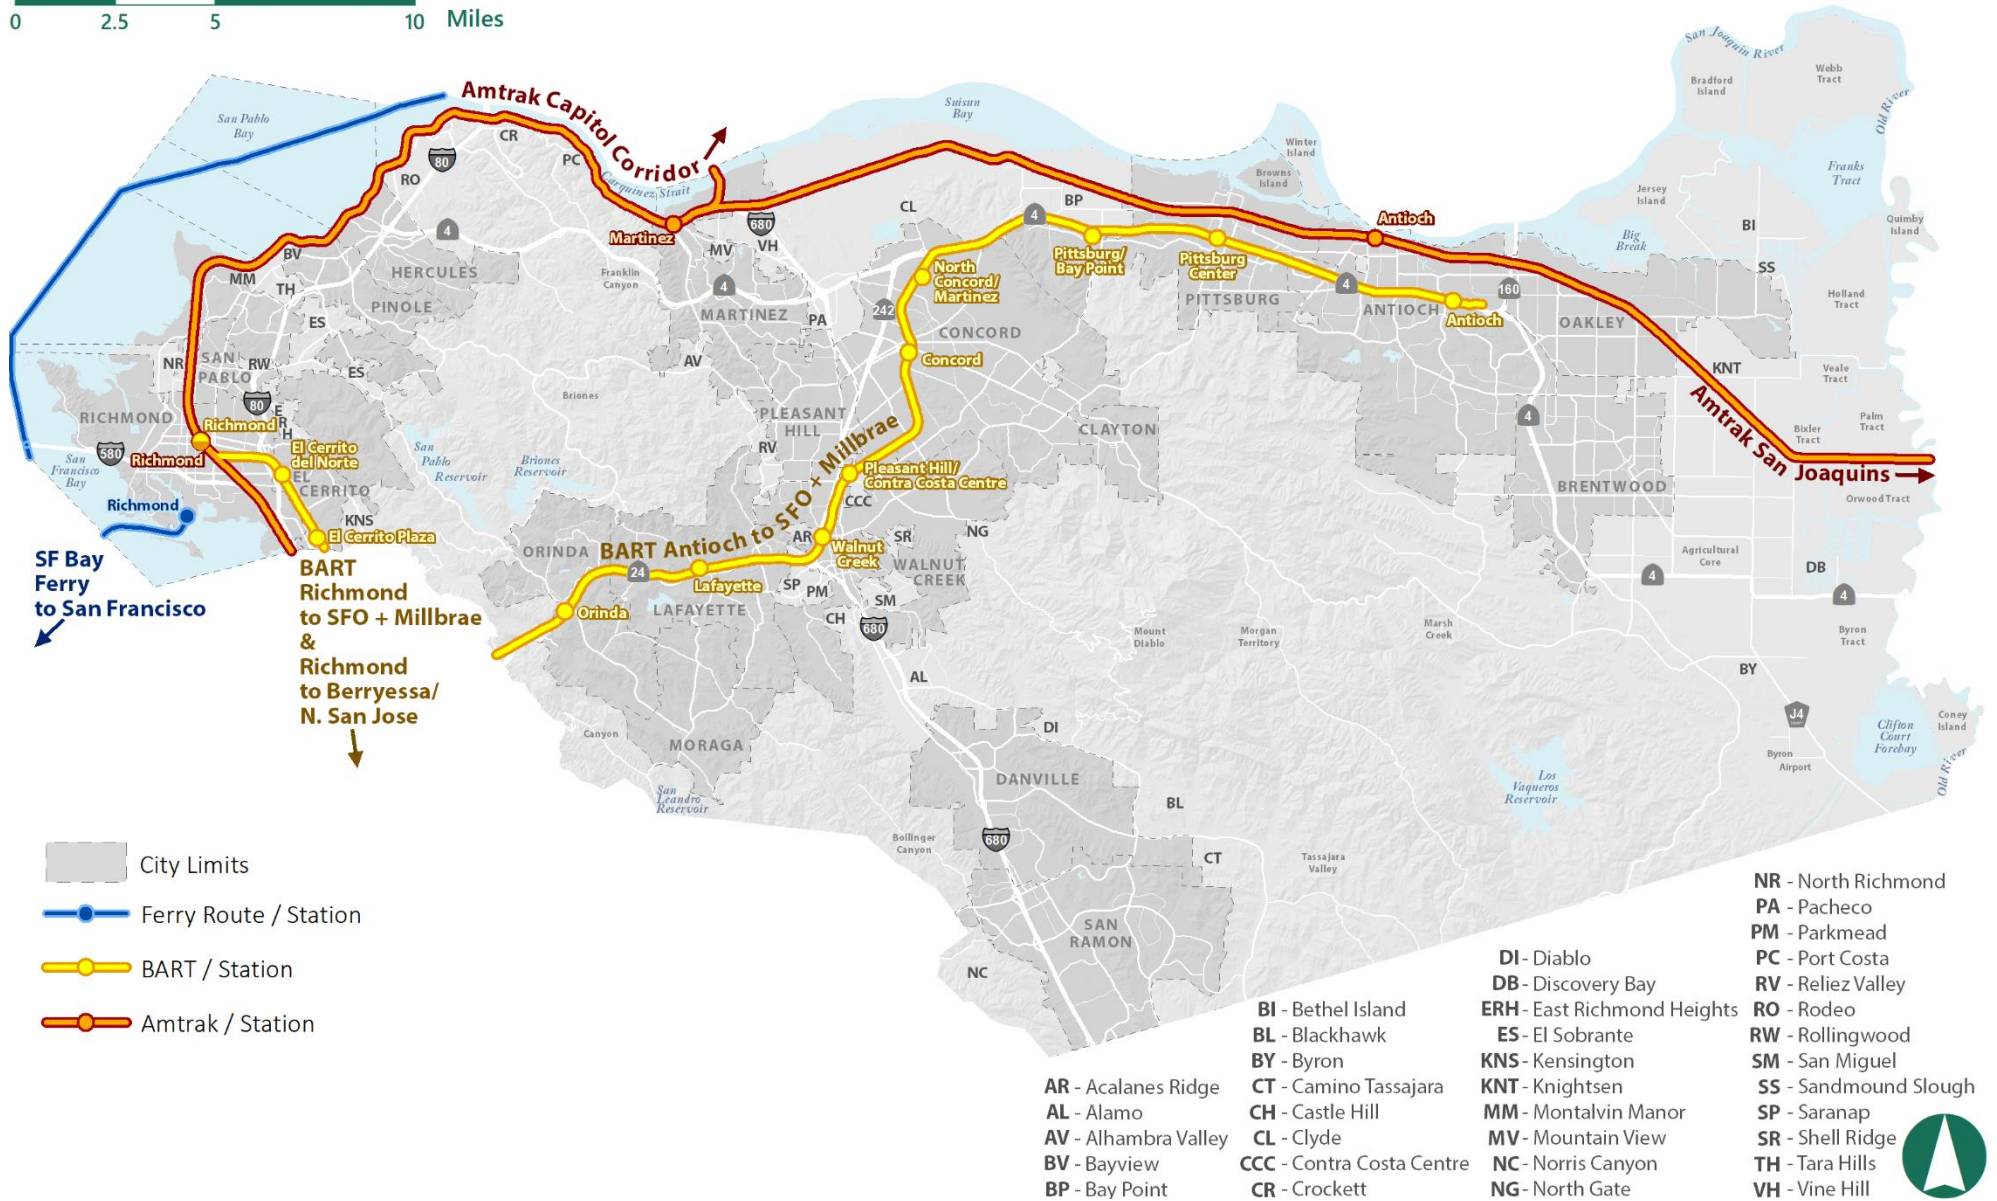 0 2.5 5 10 Miles
San Joaquin River
Bradford
Island
Webb
Tract
Old River
Franks
Tract
Jersey
Island
Quimby
Island
BI
Big
Break
SS
Holland
Tract
San Pablo
Bay
Amtrak Capitol Corridor
Suisun
Bay
Winter
Island
Browns
Island
CR
80
PC
RO
Carquinez Strait
4
Martinez
680
MV
VH
CL
4
BP
Antioch
BV
MM
TH
HERCULES
Franklin
Canyon
PINOLE
ES
4
MARTINEZ
PA
242
North
Concord/
Martinez
Pittsburg/
Bay Point
Pittsburg
Center
PITTSBURG
4
ANTIOCH
Antioch
160
OAKLEY
CONCORD
Concord
NR
SAN
PABLO
RW
ES
AV
KNT
Veale
Tract
80
Briones
RICHMOND
E
R
H
Richmond
PLEASANT
HILL
CLAYTON
4
Palm
Tract
Bixler
Tract
Amtrak San Joaquins
580
Richmond
El Cerrito
del Norte
San
Pablo
Reservoir
Briones
Reservoir
RV
San
Francisco
Bay
EL
CERRITO
Pleasant Hill/
Contra Costa Centre
CCC
BRENTWOOD
Orwood Tract
Richmond
KNS
El Cerrito Plaza
ORINDA
BART Antioch to SFO + Millbrae
AR
Walnut
Creek
SR
NG
WALNUT
CREEK
Agricultural
Core
SF Bay
Ferry
to San Francisco
BART
Richmond
to SFO + Millbrae
&
Richmond
to Berryessa/
N. San Jose
24
Lafayette
SP
PM
SM
4
DB
4
Orinda
LAFAYETTE
CH
680
Mount
Diablo
Morgan
Territory
Marsh
Creek
Byron
Tract
AL
BY
Canyon
MORAGA
DI
J4
Clifton
Court
Forebay
Coney
Island
Old River
Byron
Airport
San
Leandro
Reservoir
DANVILLE
BL
Los
Vaqueros
Reservoir
Bollinger
Canyon
680
CT
Tassajara
Valley
SAN
RAMON
NC
City Limits
Ferry Route / Station
BART / Station
Amtrak / Station
AR - Acalanes Ridge
AL - Alamo
AV - Alhambra Valley
BV - Bayview
BP - Bay Point
BI - Bethel Island
BL - Blackhawk
BY - Byron
CT - Camino Tassajara
CH - Castle Hill
CL - Clyde
CCC - Contra Costa Centre
CR - Crockett
DI - Diablo
DB - Discovery Bay
ERH - East Richmond Heights
ES - El Sobrante
KNS - Kensington
KNT - Knightsen
MM - Montalvin Manor
MV - Mountain View
NC - Norris Canyon
NG - North Gate
NR - North Richmond
PA - Pacheco
PM - Parkmead
PC - Port Costa
RV - Reliez Valley
RO - Rodeo
RW - Rollingwood
SM - San Miguel
SS - Sandmound Slough
SP - Saranap
SR - Shell Ridge
TH - Tara Hills
VH - Vine Hill